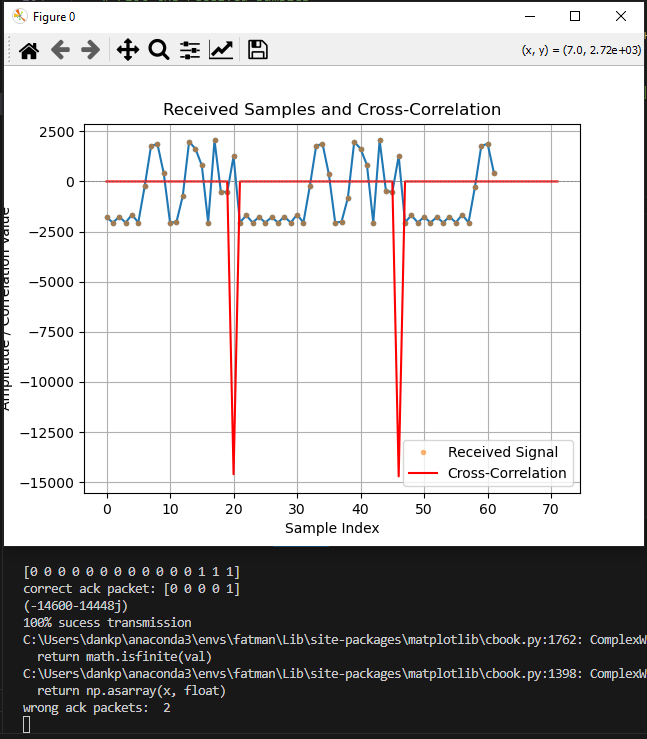 Figure 0
(x, y) = (7.0, 2.72e+03)
Received Samples and Cross-Correlation
2500
0
−2500
−5000
−7500
−10000
−12500
−15000
Amplitude / Correlation Value
0 10 20 30 40 50 60 70
Sample Index
Received Signal
Cross-Correlation
[0 0 0 0 0 0 0 0 0 0 0 0 1 1 1]
correct ack packet: [0 0 0 0 1]
(-14600-14448j)
100% sucess transmission
C:\Users\dankp\anaconda3\envs\fatman\Lib\site-packages\matplotlib\cbook.py:1762: ComplexW
return math.isfinite(val)
C:\Users\dankp\anaconda3\envs\fatman\Lib\site-packages\matplotlib\cbook.py:1398: ComplexW
return np.asarray(x, float)
wrong ack packets:  2